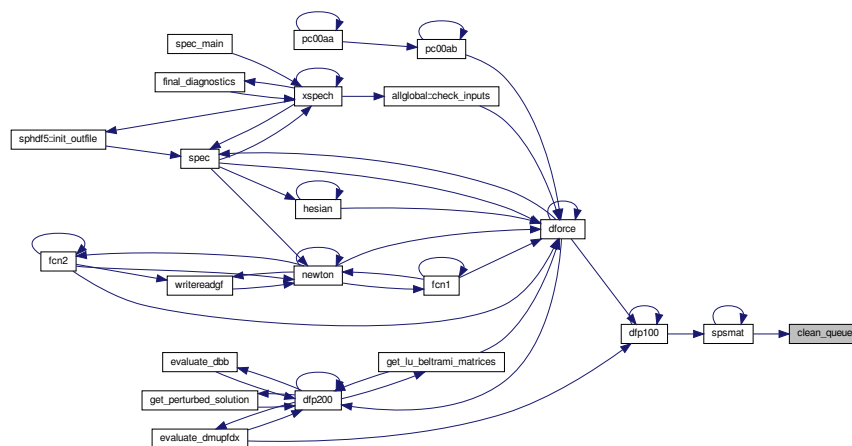 spec_main
pc00aa
pc00ab
final_diagnostics
xspech
allglobal::check_inputs
sphdf5::init_outfile
spec
hesian
dforce
fcn2
newton
writereadgf
fcn1
dfp100
spsmat
clean_queue
evaluate_dbb
get_lu_beltrami_matrices
get_perturbed_solution
dfp200
evaluate_dmupfdx